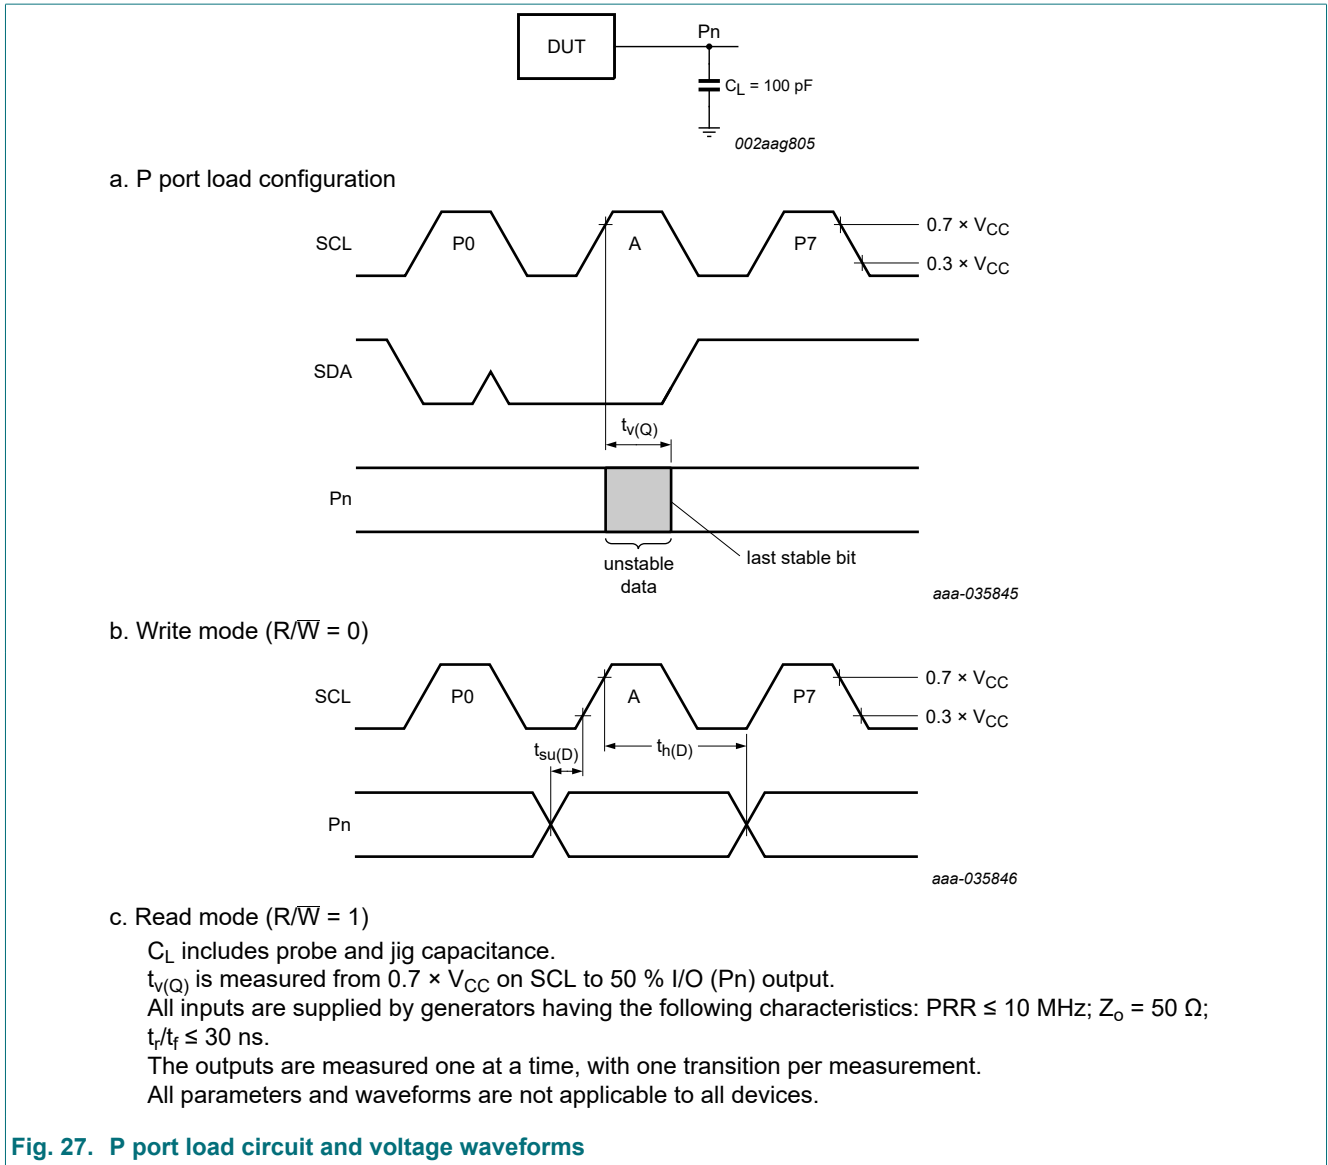 DUT
Pn
CL = 100 pF
002aag805
a. P port load configuration
SCL
P0
A
P7
0.7 × VCC
0.3 × VCC
SDA
tv(Q)
Pn
unstable
data
last stable bit
aaa-035845
b. Write mode (R/W̅ = 0)
SCL
P0
A
P7
0.7 × VCC
0.3 × VCC
tsu(D)
th(D)
Pn
aaa-035846
c. Read mode (R/W̅ = 1)
CL includes probe and jig capacitance.
tv(Q) is measured from 0.7 × VCC on SCL to 50 % I/O (Pn) output.
All inputs are supplied by generators having the following characteristics: PRR ≤ 10 MHz; Zo = 50 Ω;
tr/tf ≤ 30 ns.
The outputs are measured one at a time, with one transition per measurement.
All parameters and waveforms are not applicable to all devices.
Fig. 27. P port load circuit and voltage waveforms